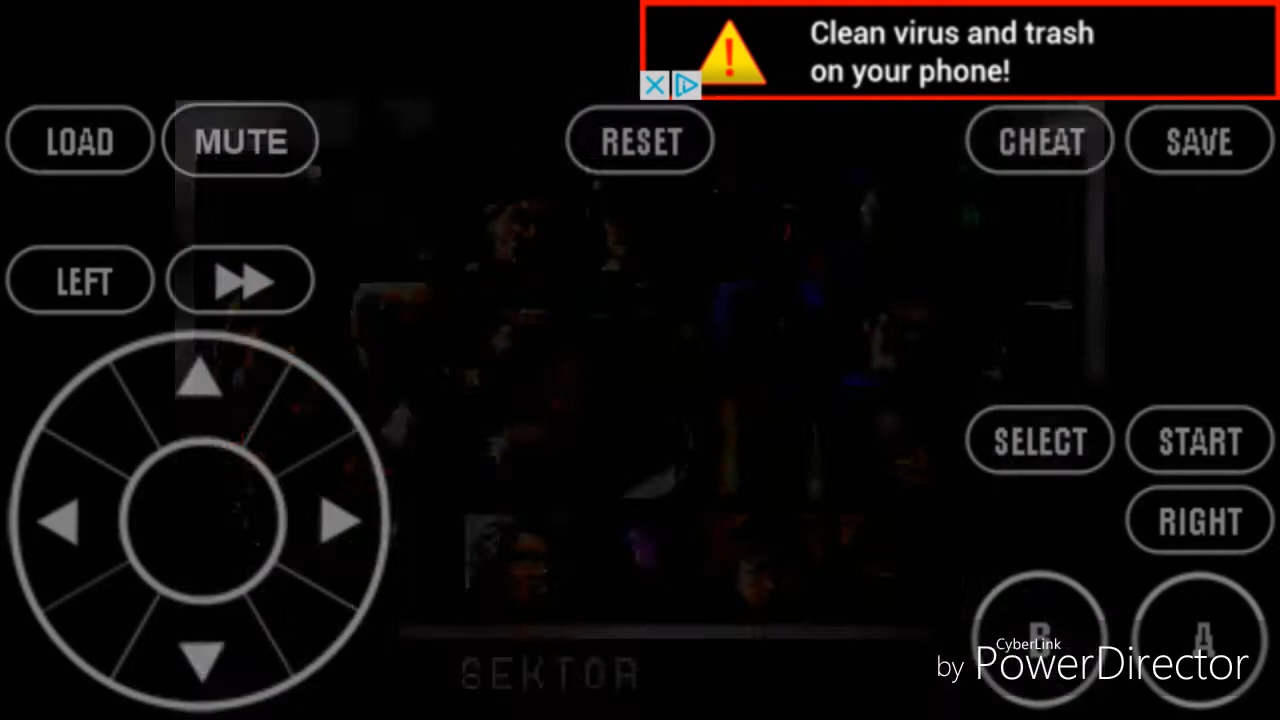 Clean virus and trash
on your phone!
LOAD
MUTE
RESET
CHEAT
SAVE
LEFT
SELECT
START
RIGHT
B
A
CyberLink
by PowerDirector
SEKTOR